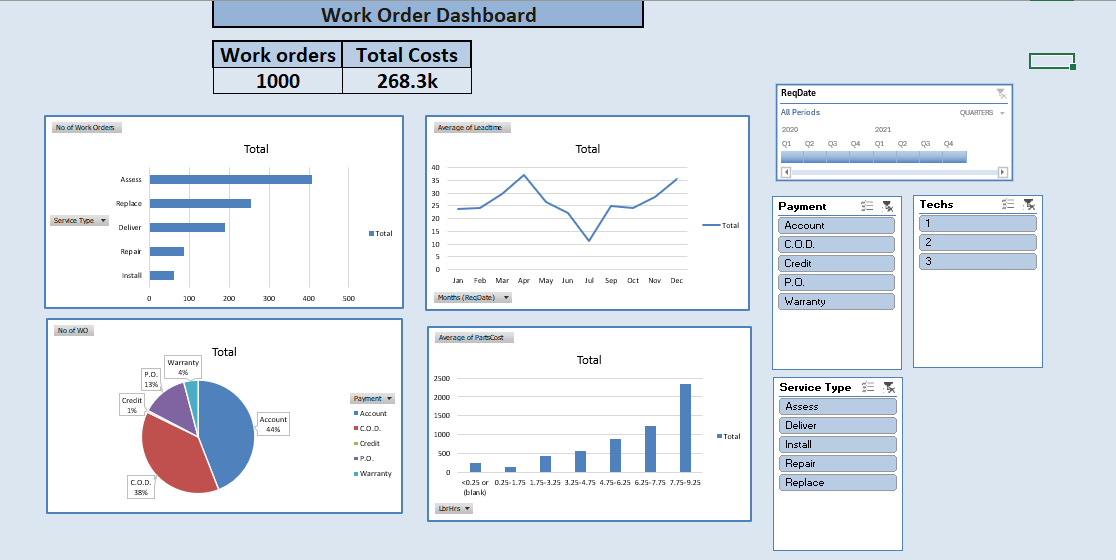 Work Order Dashboard
Work orders Total Costs
1000 268.3k
No of Work Orders
Total
Assess
Replace
Service Type
Deliver
Repair
Install
Total
0 100 200 300 400 500
Average of Leadtime
Total
40
35
30
25
20
15
10
5
0
Total
Jan Feb Mar Apr May Jun Jul Sep Oct Nov Dec
Months (ReqDate)
ReqDate
All Periods QUARTERS
2020 2021
Q1 Q2 Q3 Q4 Q1 Q2 Q3 Q4
Payment
Account
C.O.D.
Credit
P.O.
Warranty
Techs
1
2
3
No of WO
Total
Warranty
4%
P.O.
13%
Credit
1%
Account
44%
C.O.D.
38%
Payment
Account
C.O.D.
Credit
P.O.
Warranty
Average of PartsCost
Total
2500
2000
1500
1000
500
0
Total
<0.25 or 0.25-1.75 1.75-3.25 3.25-4.75 4.75-6.25 6.25-7.75 7.75-9.25
(blank)
LbrHrs
Service Type
Assess
Deliver
Install
Repair
Replace